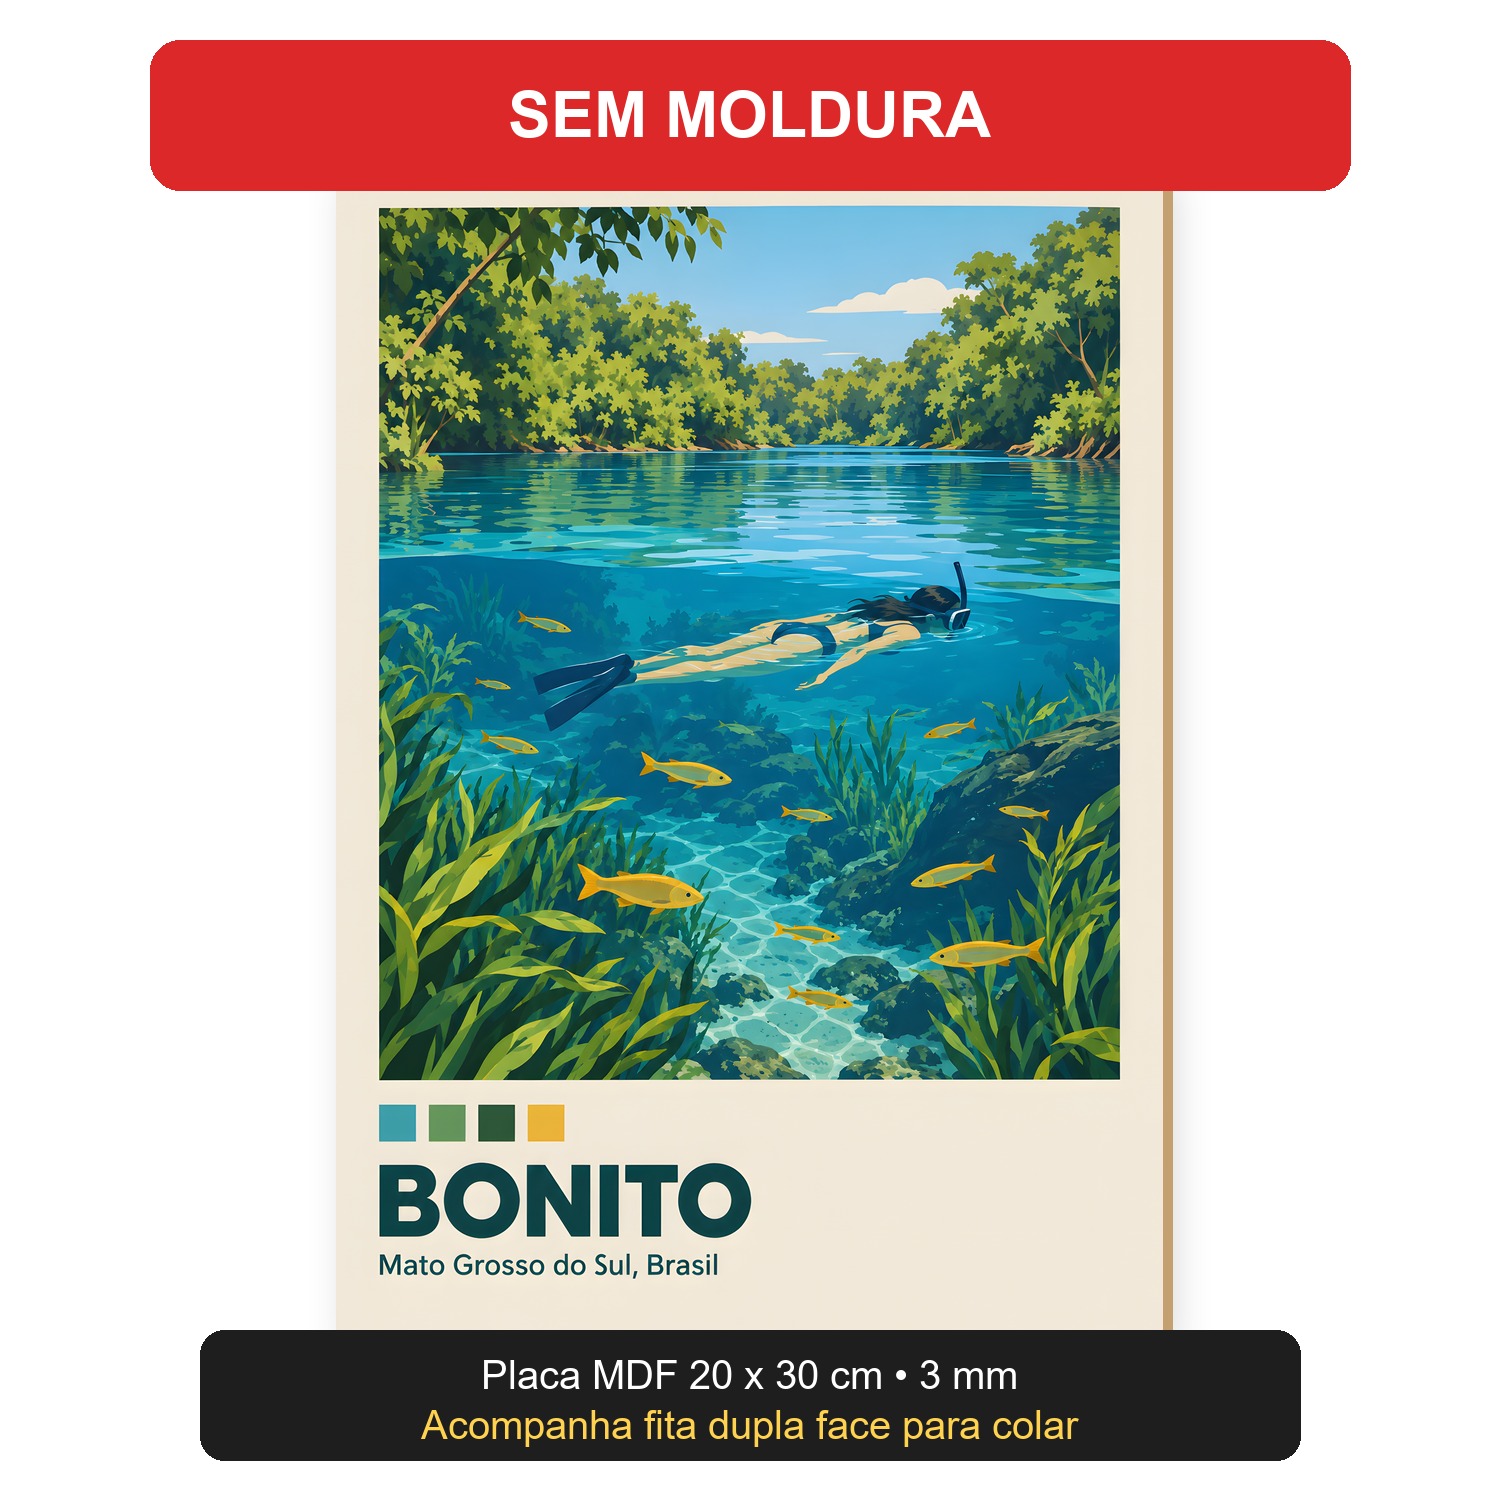 SEM MOLDURA
BONITO
Mato Grosso do Sul, Brasil
Placa MDF 20 x 30 cm • 3 mm
Acompanha fita dupla face para colar